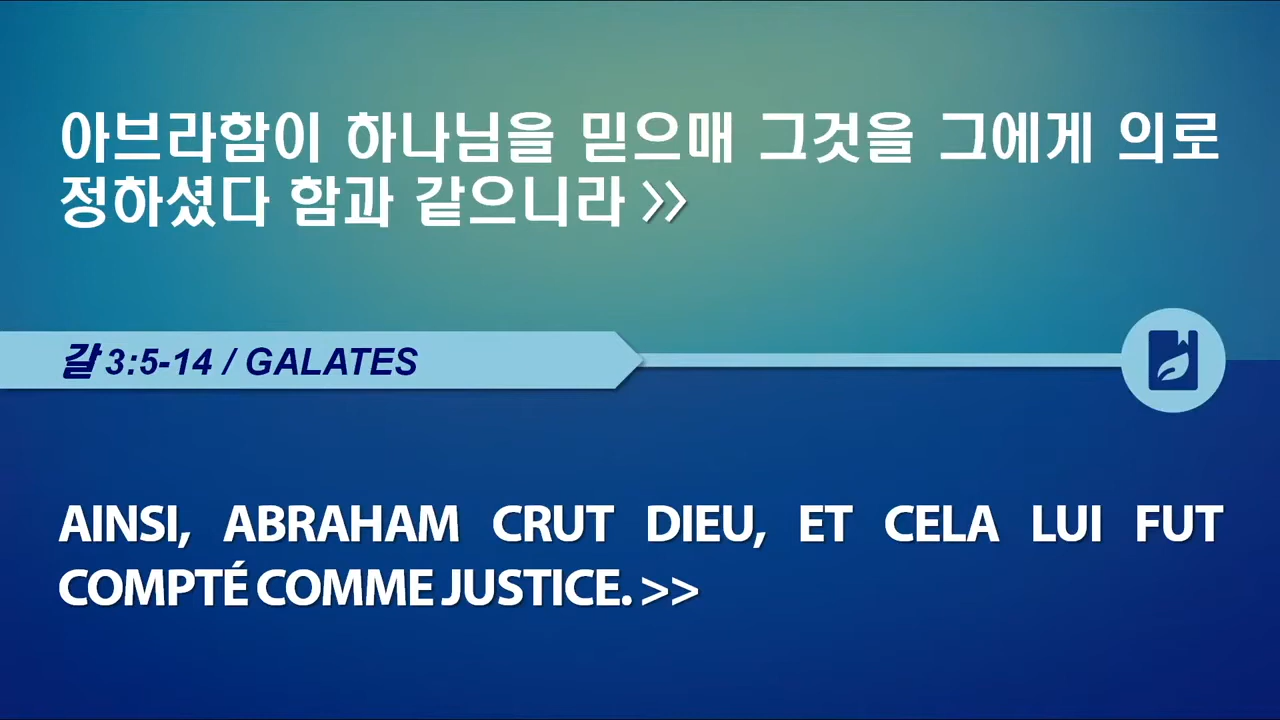 아브라함이 하나님을 믿으매 그것을 그에게 의로
정하셨다 함과 같으니라 >>
갈 3:5-14 / GALATES
AINSI, ABRAHAM CRUT DIEU, ET CELA LUI FUT
COMPTÉ COMME JUSTICE. >>